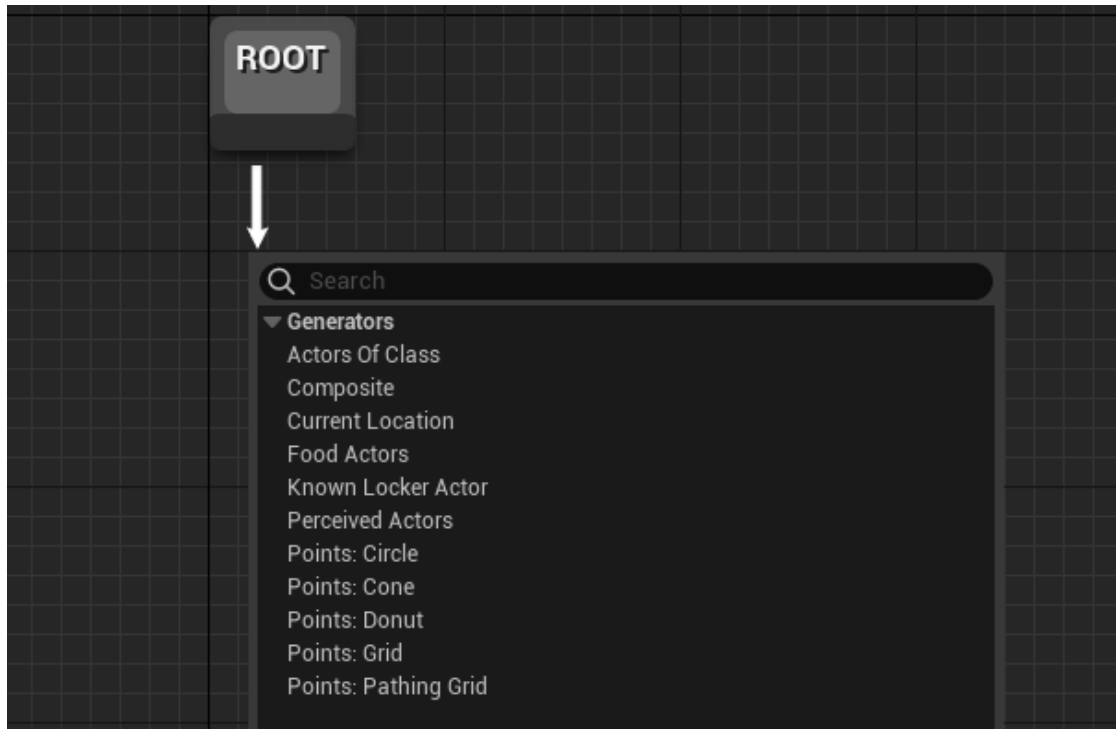 ROOT
Search
Generators
Actors Of Class
Composite
Current Location
Food Actors
Known Locker Actor
Perceived Actors
Points: Circle
Points: Cone
Points: Donut
Points: Grid
Points: Pathing Grid